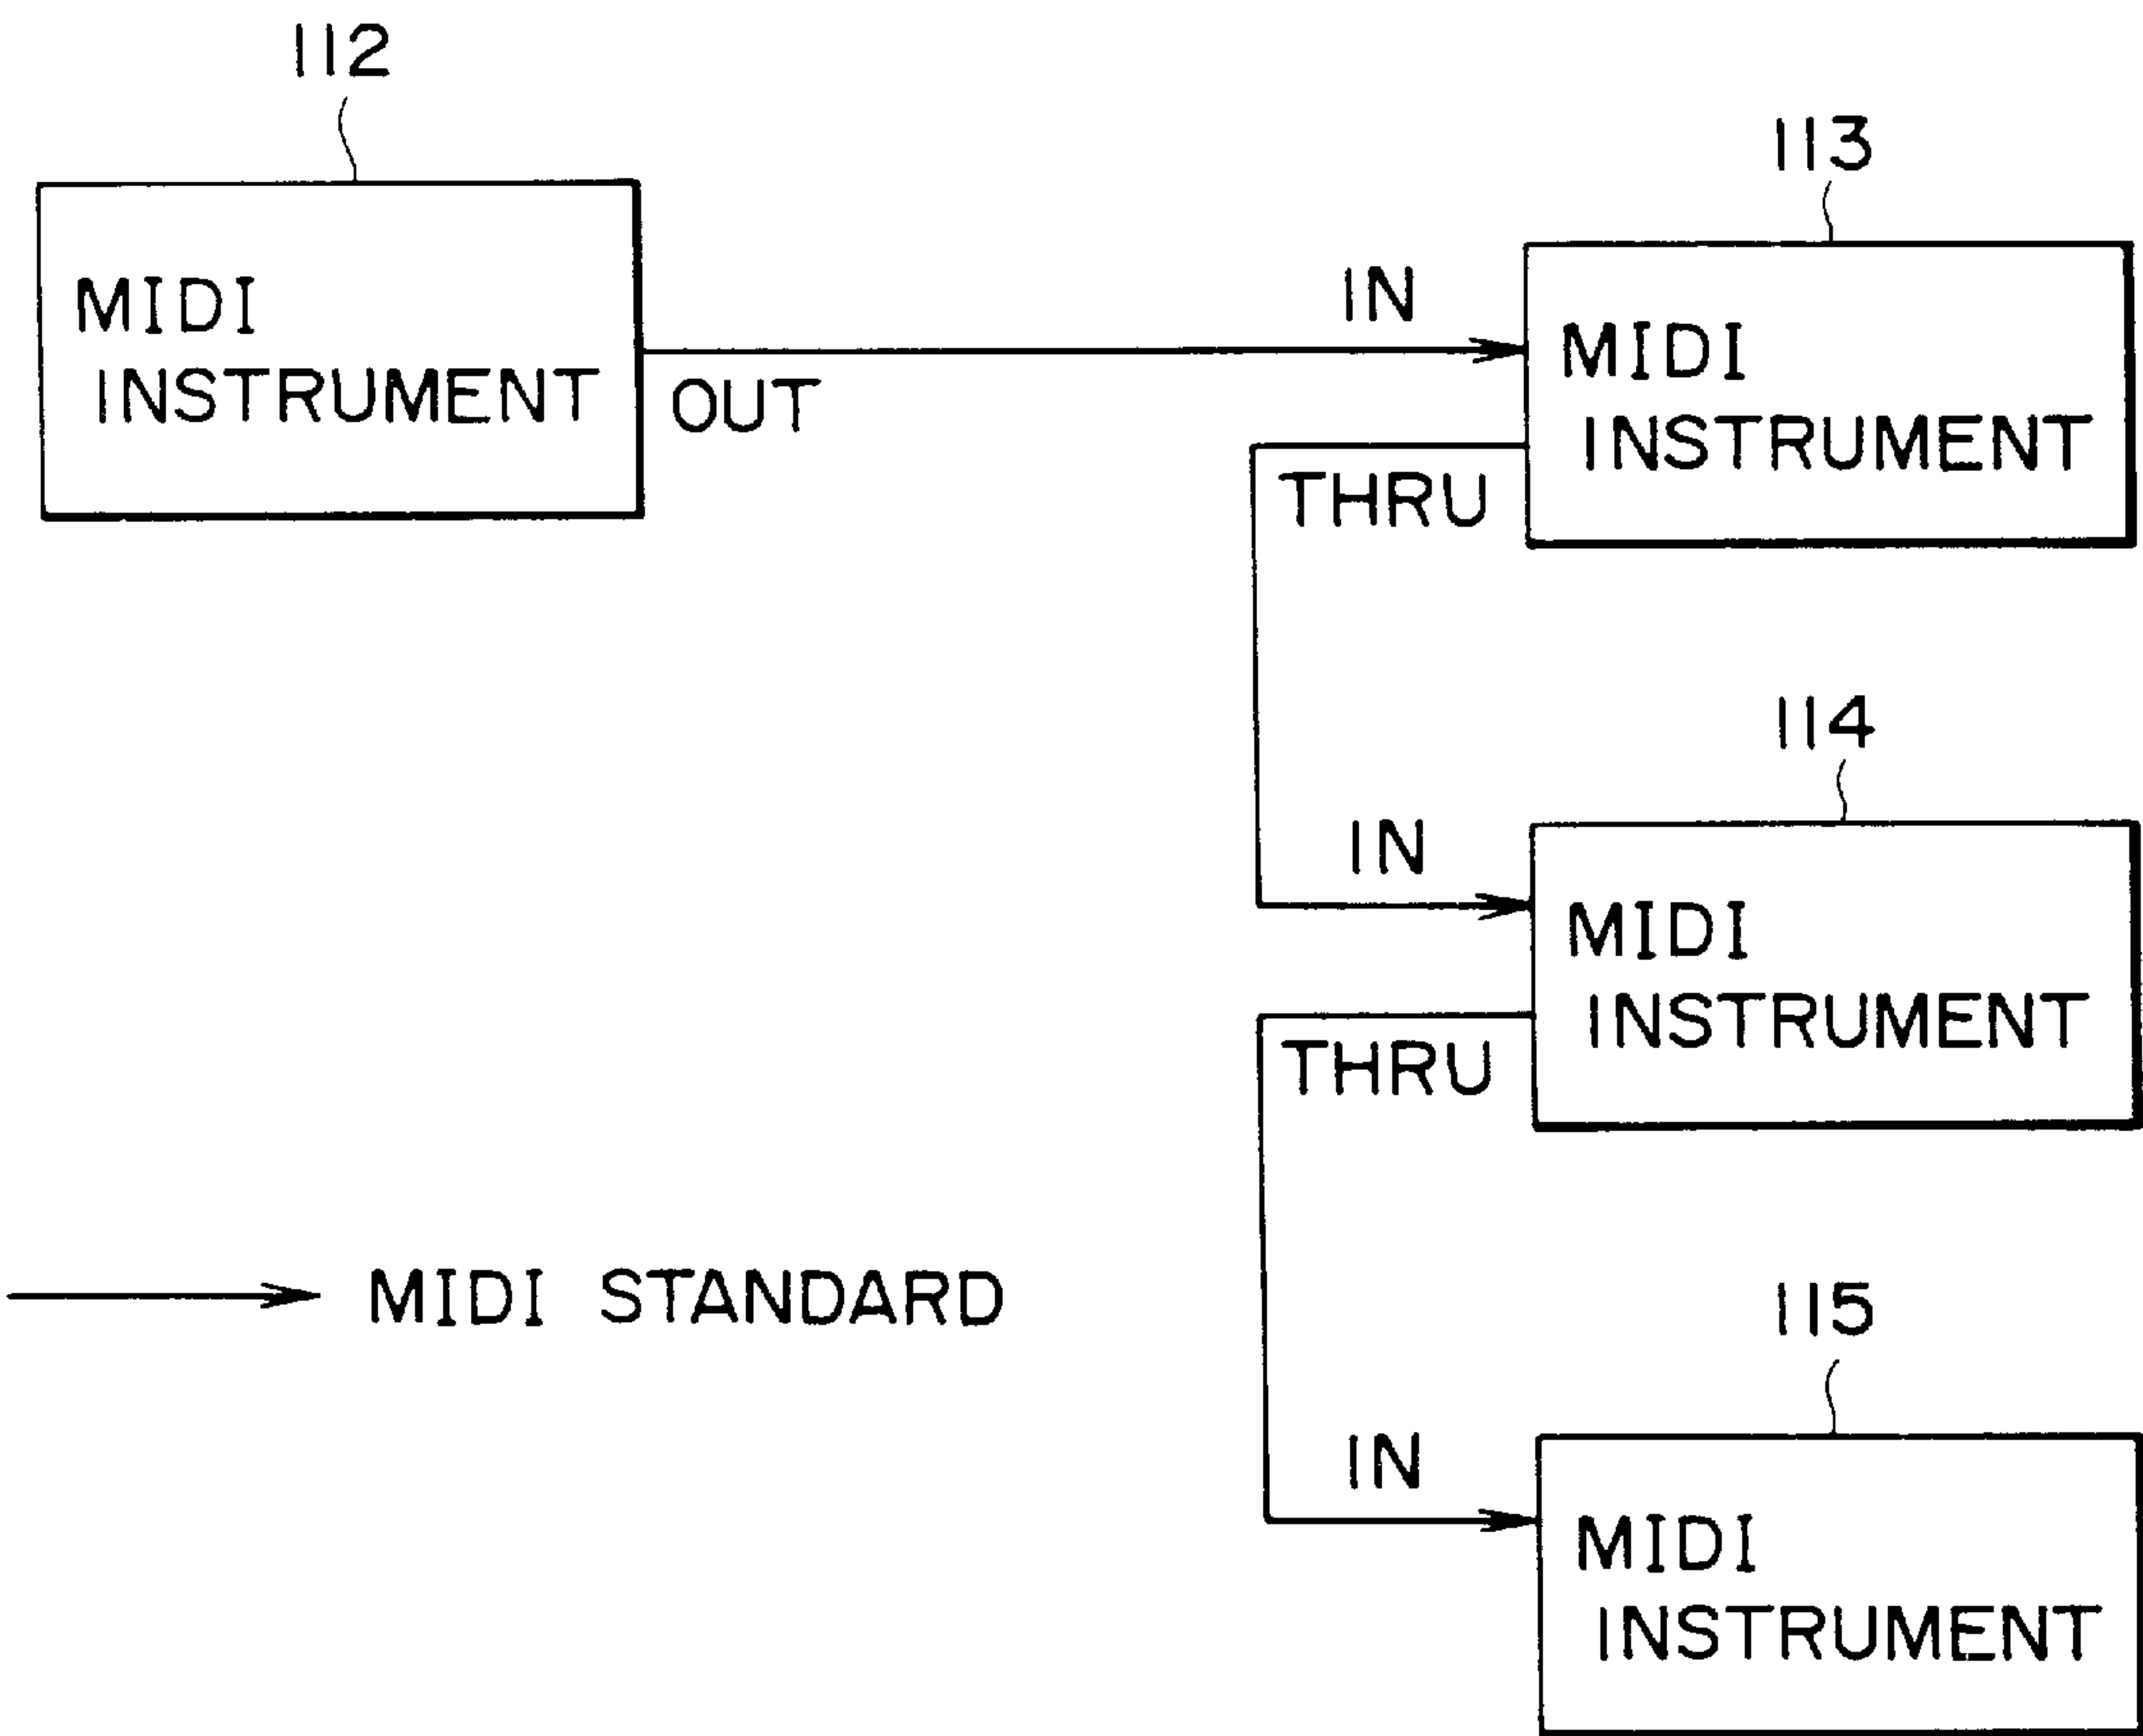 112
MIDI
INSTRUMENT
OUT
113
IN
MIDI
INSTRUMENT
THRU
114
IN
MIDI
INSTRUMENT
THRU
MIDI STANDARD
115
IN
MIDI
INSTRUMENT